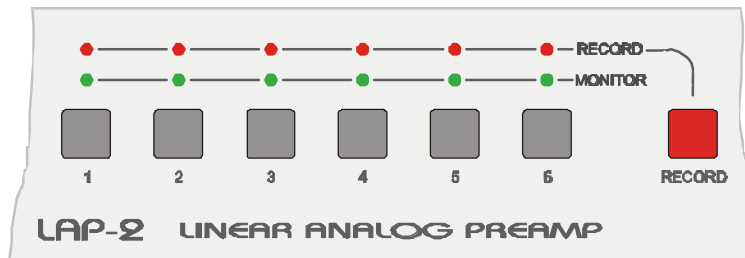 RECORD
MONITOR
1 2 3 4 5 6 RECORD
LAP-2 LINEAR ANALOG PREAMP